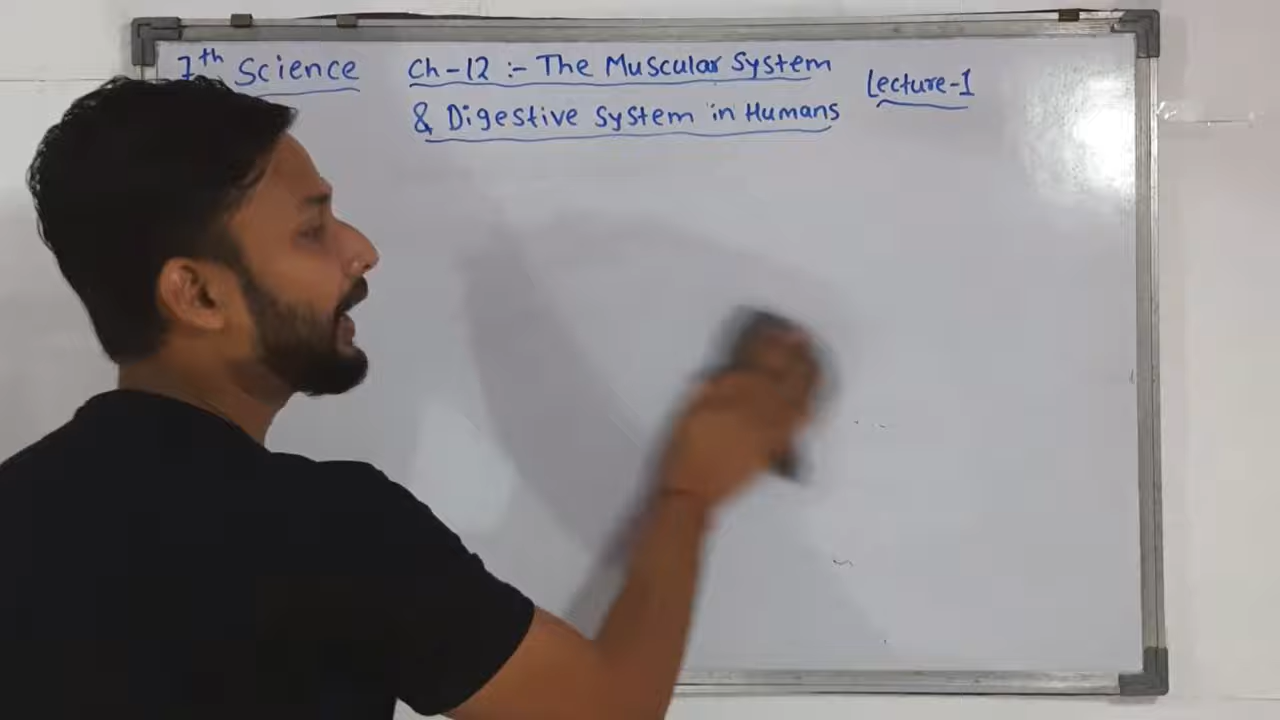 7th Science
Ch-12 :- The Muscular System
& Digestive System in Humans
Lecture-1